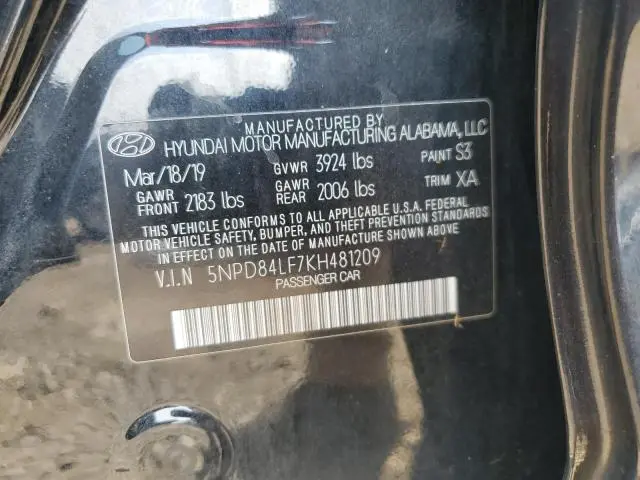 MANUFACTURED BY
HYUNDAI MOTOR MANUFACTURING ALABAMA, LLC
Mar/18/19 GVWR 3924 lbs PAINT S3
GAWR FRONT 2183 lbs GAWR REAR 2006 lbs TRIM XA
THIS VEHICLE CONFORMS TO ALL APPLICABLE U.S.A. FEDERAL
MOTOR VEHICLE SAFETY, BUMPER, AND THEFT PREVENTION STANDARDS
IN EFFECT ON THE DATE OF MANUFACTURE SHOWN ABOVE.
V.I.N 5NPD84LF7KH481209
PASSENGER CAR